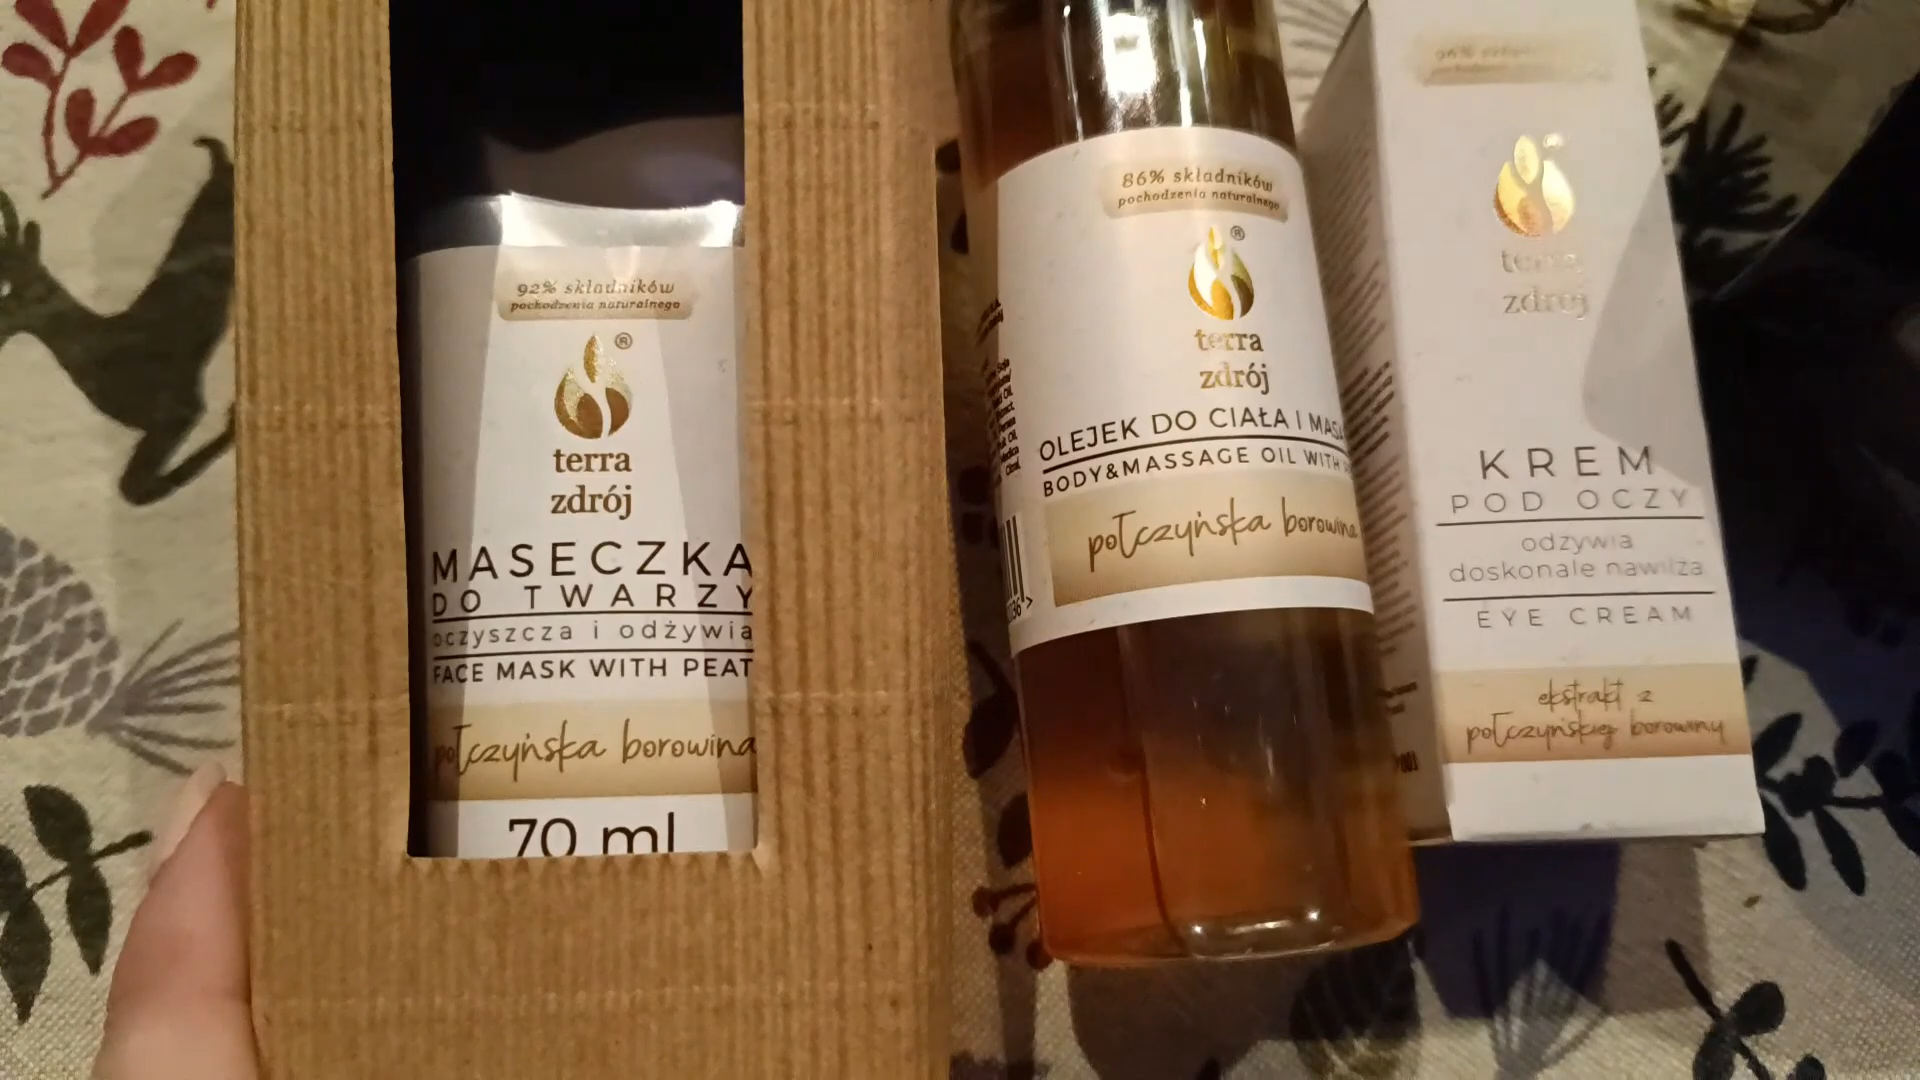 92% składników
pochodzenia naturalnego
®
terra
zdrój
MASECZKA
DO TWARZY
oczyszcza i odżywia
FACE MASK WITH PEAT
połczyńska borowina
70 ml
86% składników
pochodzenia naturalnego
®
terra
zdrój
OLEJEK DO CIAŁA I
BODY&MASSAGE OIL WITH
połczyńska borowina
terra
zdrój
KREM
POD OCZY
odżywia
doskonale nawilża
EYE CREAM
ekstrakt z
połczyńskiej borowiny